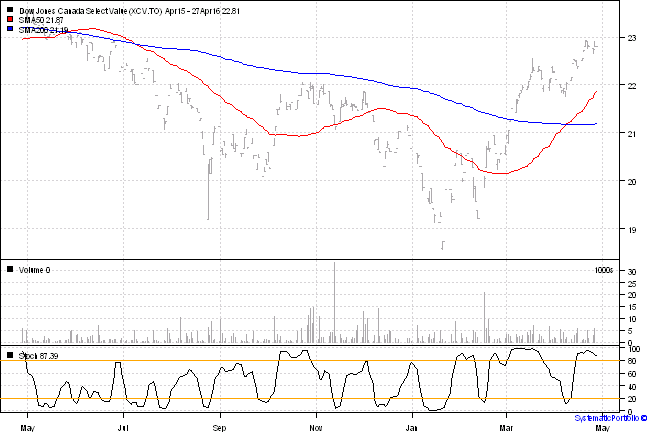 Dow Jones Canada Select Value (XCV.TO) Apr15 - 27Apr16 22.81
SMA50 21.87
SMA200 21.19
23
22
21
20
19
Volume 0
1000s
30
25
20
15
10
5
0
Stoch 87.39
100
80
60
40
20
0
May Jul Sep Nov Jan Mar May
SystematicPortfolio ©